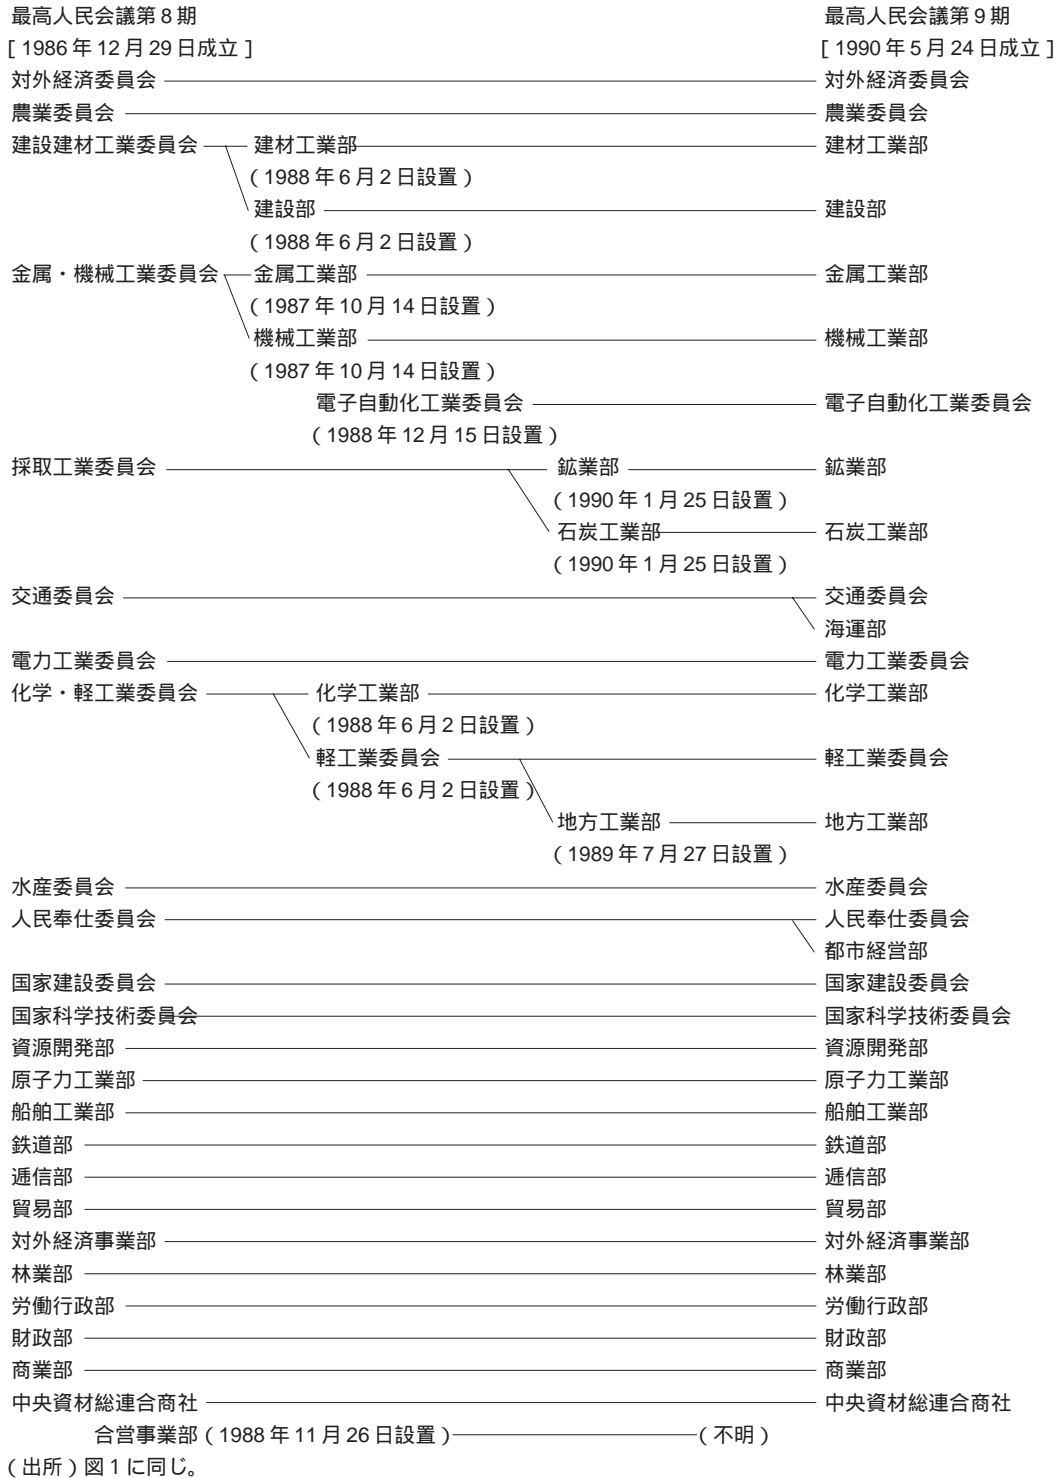 最高人民会議第8期 最高人民会議第9期
[1986年12月29日成立] [1990年5月24日成立]
対外経済委員会 対外経済委員会
農業委員会 農業委員会
建設建材工業委員会 建材工業部 建材工業部
(1988年6月2日設置)
建設部 建設部
(1988年6月2日設置)
金属・機械工業委員会 金属工業部 金属工業部
(1987年10月14日設置)
機械工業部 機械工業部
(1987年10月14日設置)
電子自動化工業委員会 電子自動化工業委員会
(1988年12月15日設置)
採取工業委員会 鉱業部 鉱業部
(1990年1月25日設置)
石炭工業部 石炭工業部
(1990年1月25日設置)
交通委員会 交通委員会
海運部
電力工業委員会 電力工業委員会
化学・軽工業委員会 化学工業部 化学工業部
(1988年6月2日設置)
軽工業委員会 軽工業委員会
(1988年6月2日設置)
地方工業部 地方工業部
(1989年7月27日設置)
水産委員会 水産委員会
人民奉仕委員会 人民奉仕委員会
都市経営部
国家建設委員会 国家建設委員会
国家科学技術委員会 国家科学技術委員会
資源開発部 資源開発部
原子力工業部 原子力工業部
船舶工業部 船舶工業部
鉄道部 鉄道部
逓信部 逓信部
貿易部 貿易部
対外経済事業部 対外経済事業部
林業部 林業部
労働行政部 労働行政部
財政部 財政部
商業部 商業部
中央資材総連合商社 中央資材総連合商社
合営事業部(1988年11月26日設置) (不明)
(出所)図1に同じ。